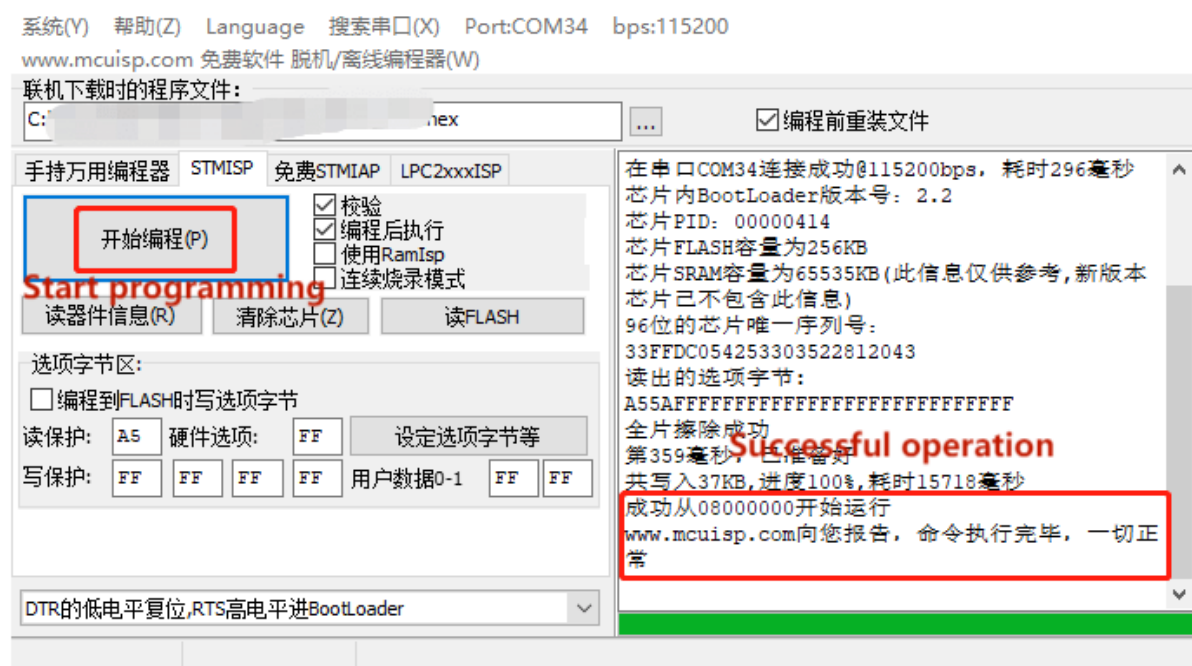 系统(Y) 帮助(Z) Language 搜索串口(X) Port:COM34 bps:115200
www.mcuisp.com 免费软件 脱机/离线编程器(W)
联机下载时的程序文件:
C: hex ... 编程前重装文件
手持万用编程器 STMISP 免费STMIAP LPC2xxxISP
开始编程(P)
Start programming
校验
编程后执行
使用RamIsp
连续烧录模式
读器件信息(R) 清除芯片(Z) 读FLASH
选项字节区:
编程到FLASH时写选项字节
读保护: A5 硬件选项: FF 设定选项字节等
写保护: FF FF FF FF 用户数据0-1 FF FF
DTR的低电平复位,RTS高电平进BootLoader
在串口COM34连接成功@115200bps，耗时296毫秒
芯片内BootLoader版本号: 2.2
芯片PID: 00000414
芯片FLASH容量为256KB
芯片SRAM容量为65535KB(此信息仅供参考,新版本
芯片已不包含此信息)
96位的芯片唯一序列号:
33FFDC054253303522812043
读出的选项字节:
A55AFFFFFFFFFFFFFFFFFFFFFFFFFFFF
全片擦除成功
Successful operation
第359毫秒，已准备好
共写入37KB,进度100%,耗时15718毫秒
成功从08000000开始运行
www.mcuisp.com向您报告，命令执行完毕，一切正
常